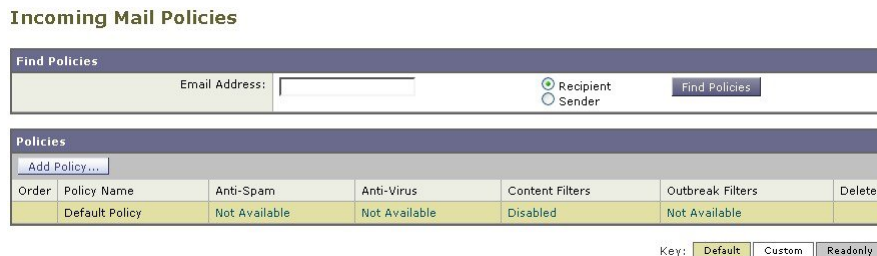 Incoming Mail Policies
Find Policies
Email Address: Recipient Find Policies
Sender
Policies
Add Policy...
Order Policy Name Anti-Spam Anti-Virus Content Filters Outbreak Filters Delete
Default Policy Not Available Not Available Disabled Not Available
Key: Default Custom Readonly